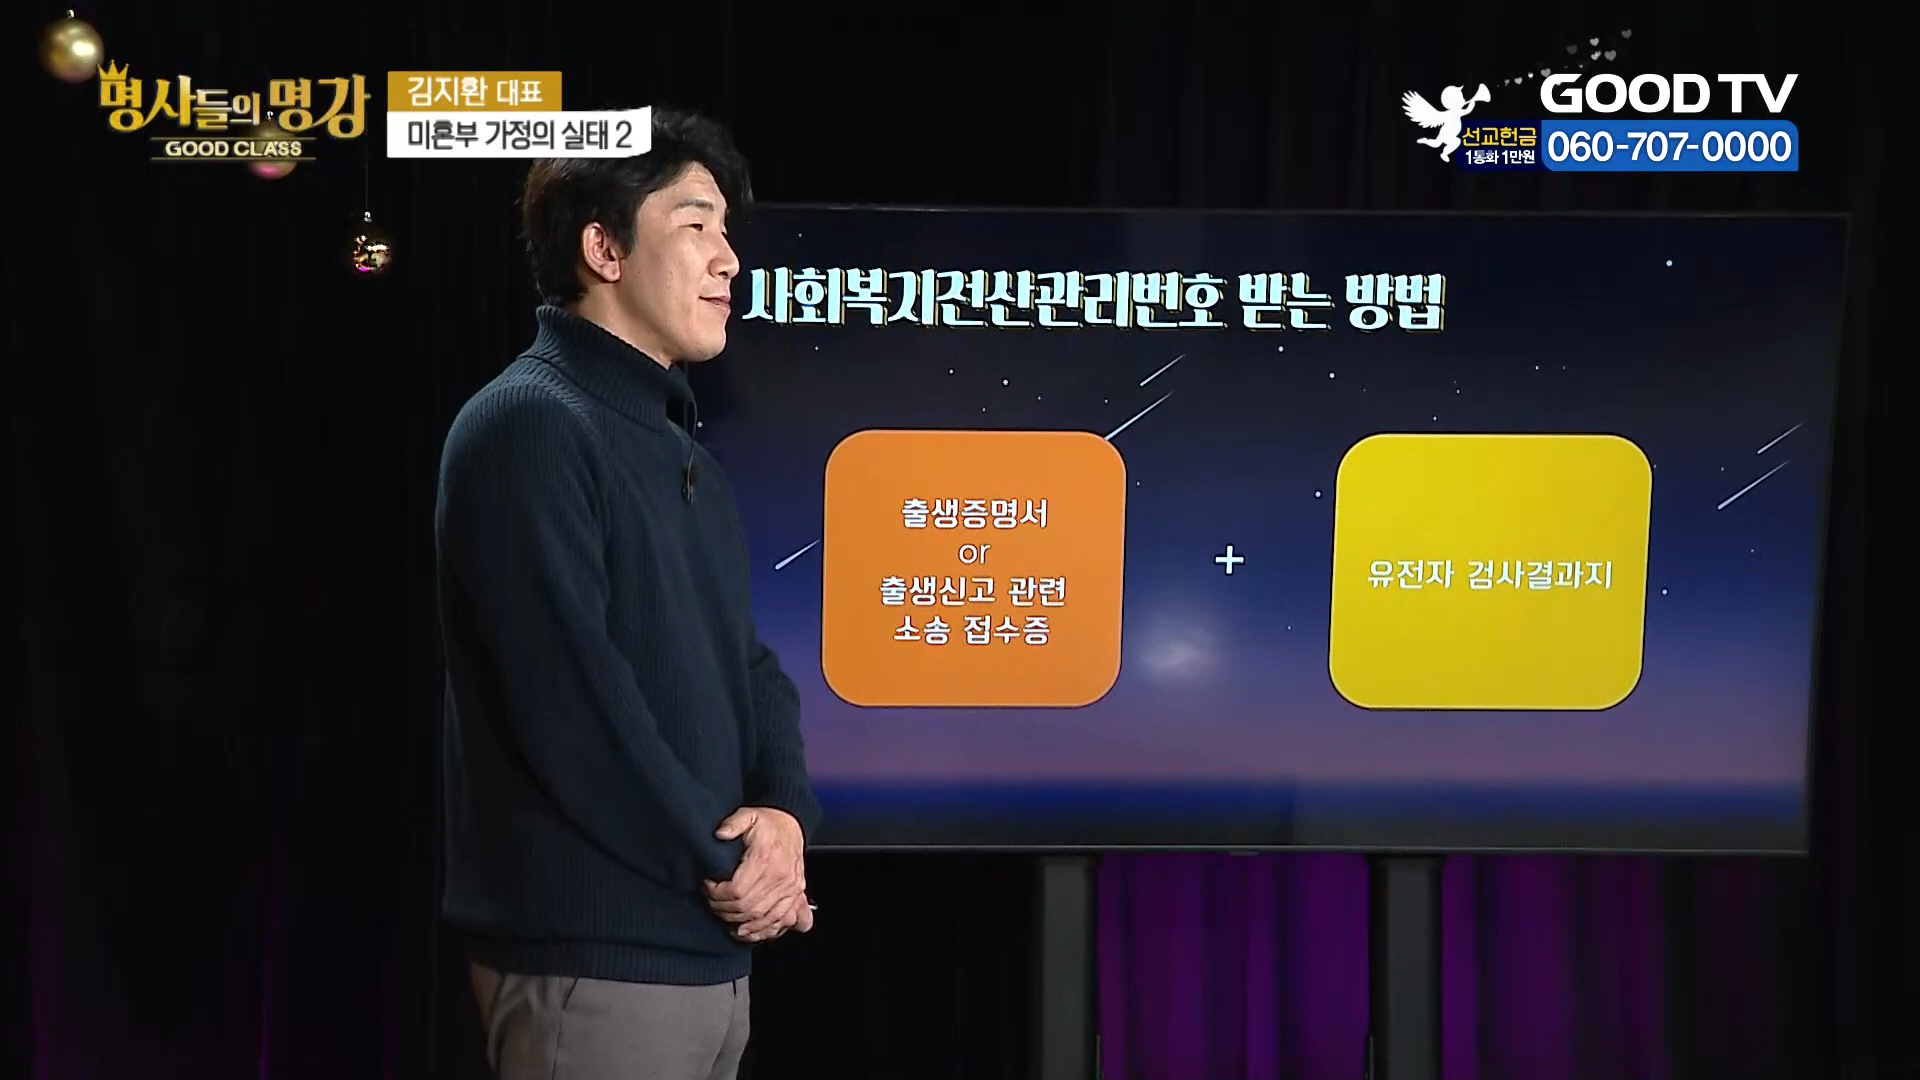 명사들의 명강
GOOD CLASS
김지환 대표
미혼부 가정의 실태 2
GOOD TV
선교헌금
1통화 1만원
060-707-0000
사회복지전산관리번호 받는 방법
출생증명서
or
출생신고 관련
소송 접수증
+
유전자 검사결과지